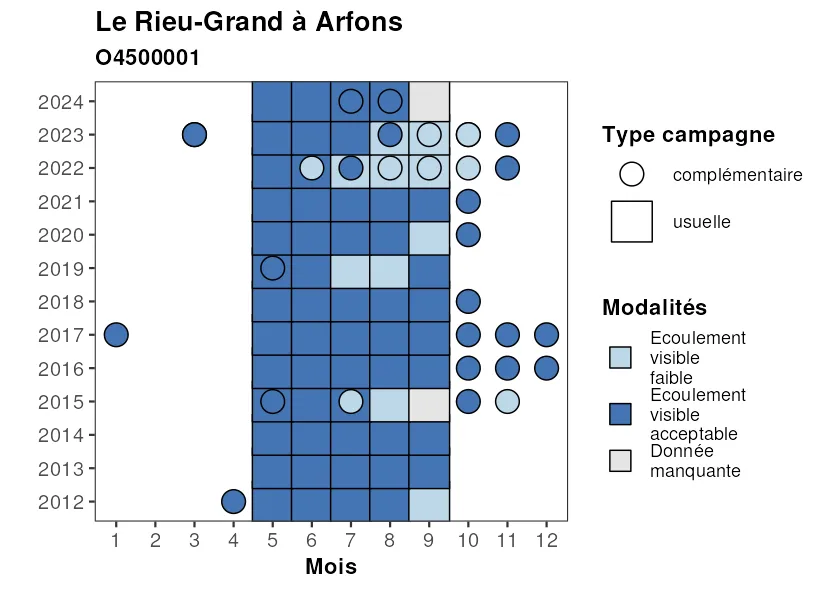 Le Rieu-Grand à Arfons
O4500001
2024
2023
2022
2021
2020
2019
2018
2017
2016
2015
2014
2013
2012
1 2 3 4 5 6 7 8 9 10 11 12
Mois
Type campagne
complémentaire
usuelle
Modalités
Ecoulement
visible
faible
Ecoulement
visible
acceptable
Donnée
manquante